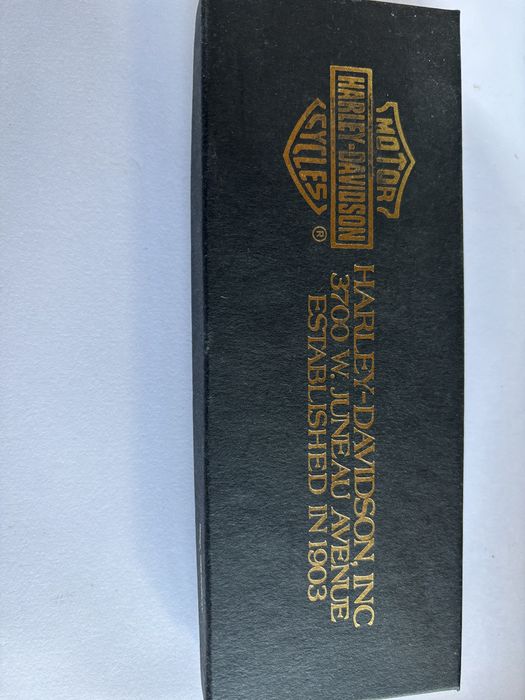 MOTOR
HARLEY-DAVIDSON
CYCLES
®
HARLEY-DAVIDSON, INC
3700 W. JUNEAU AVENUE
ESTABLISHED IN 1903